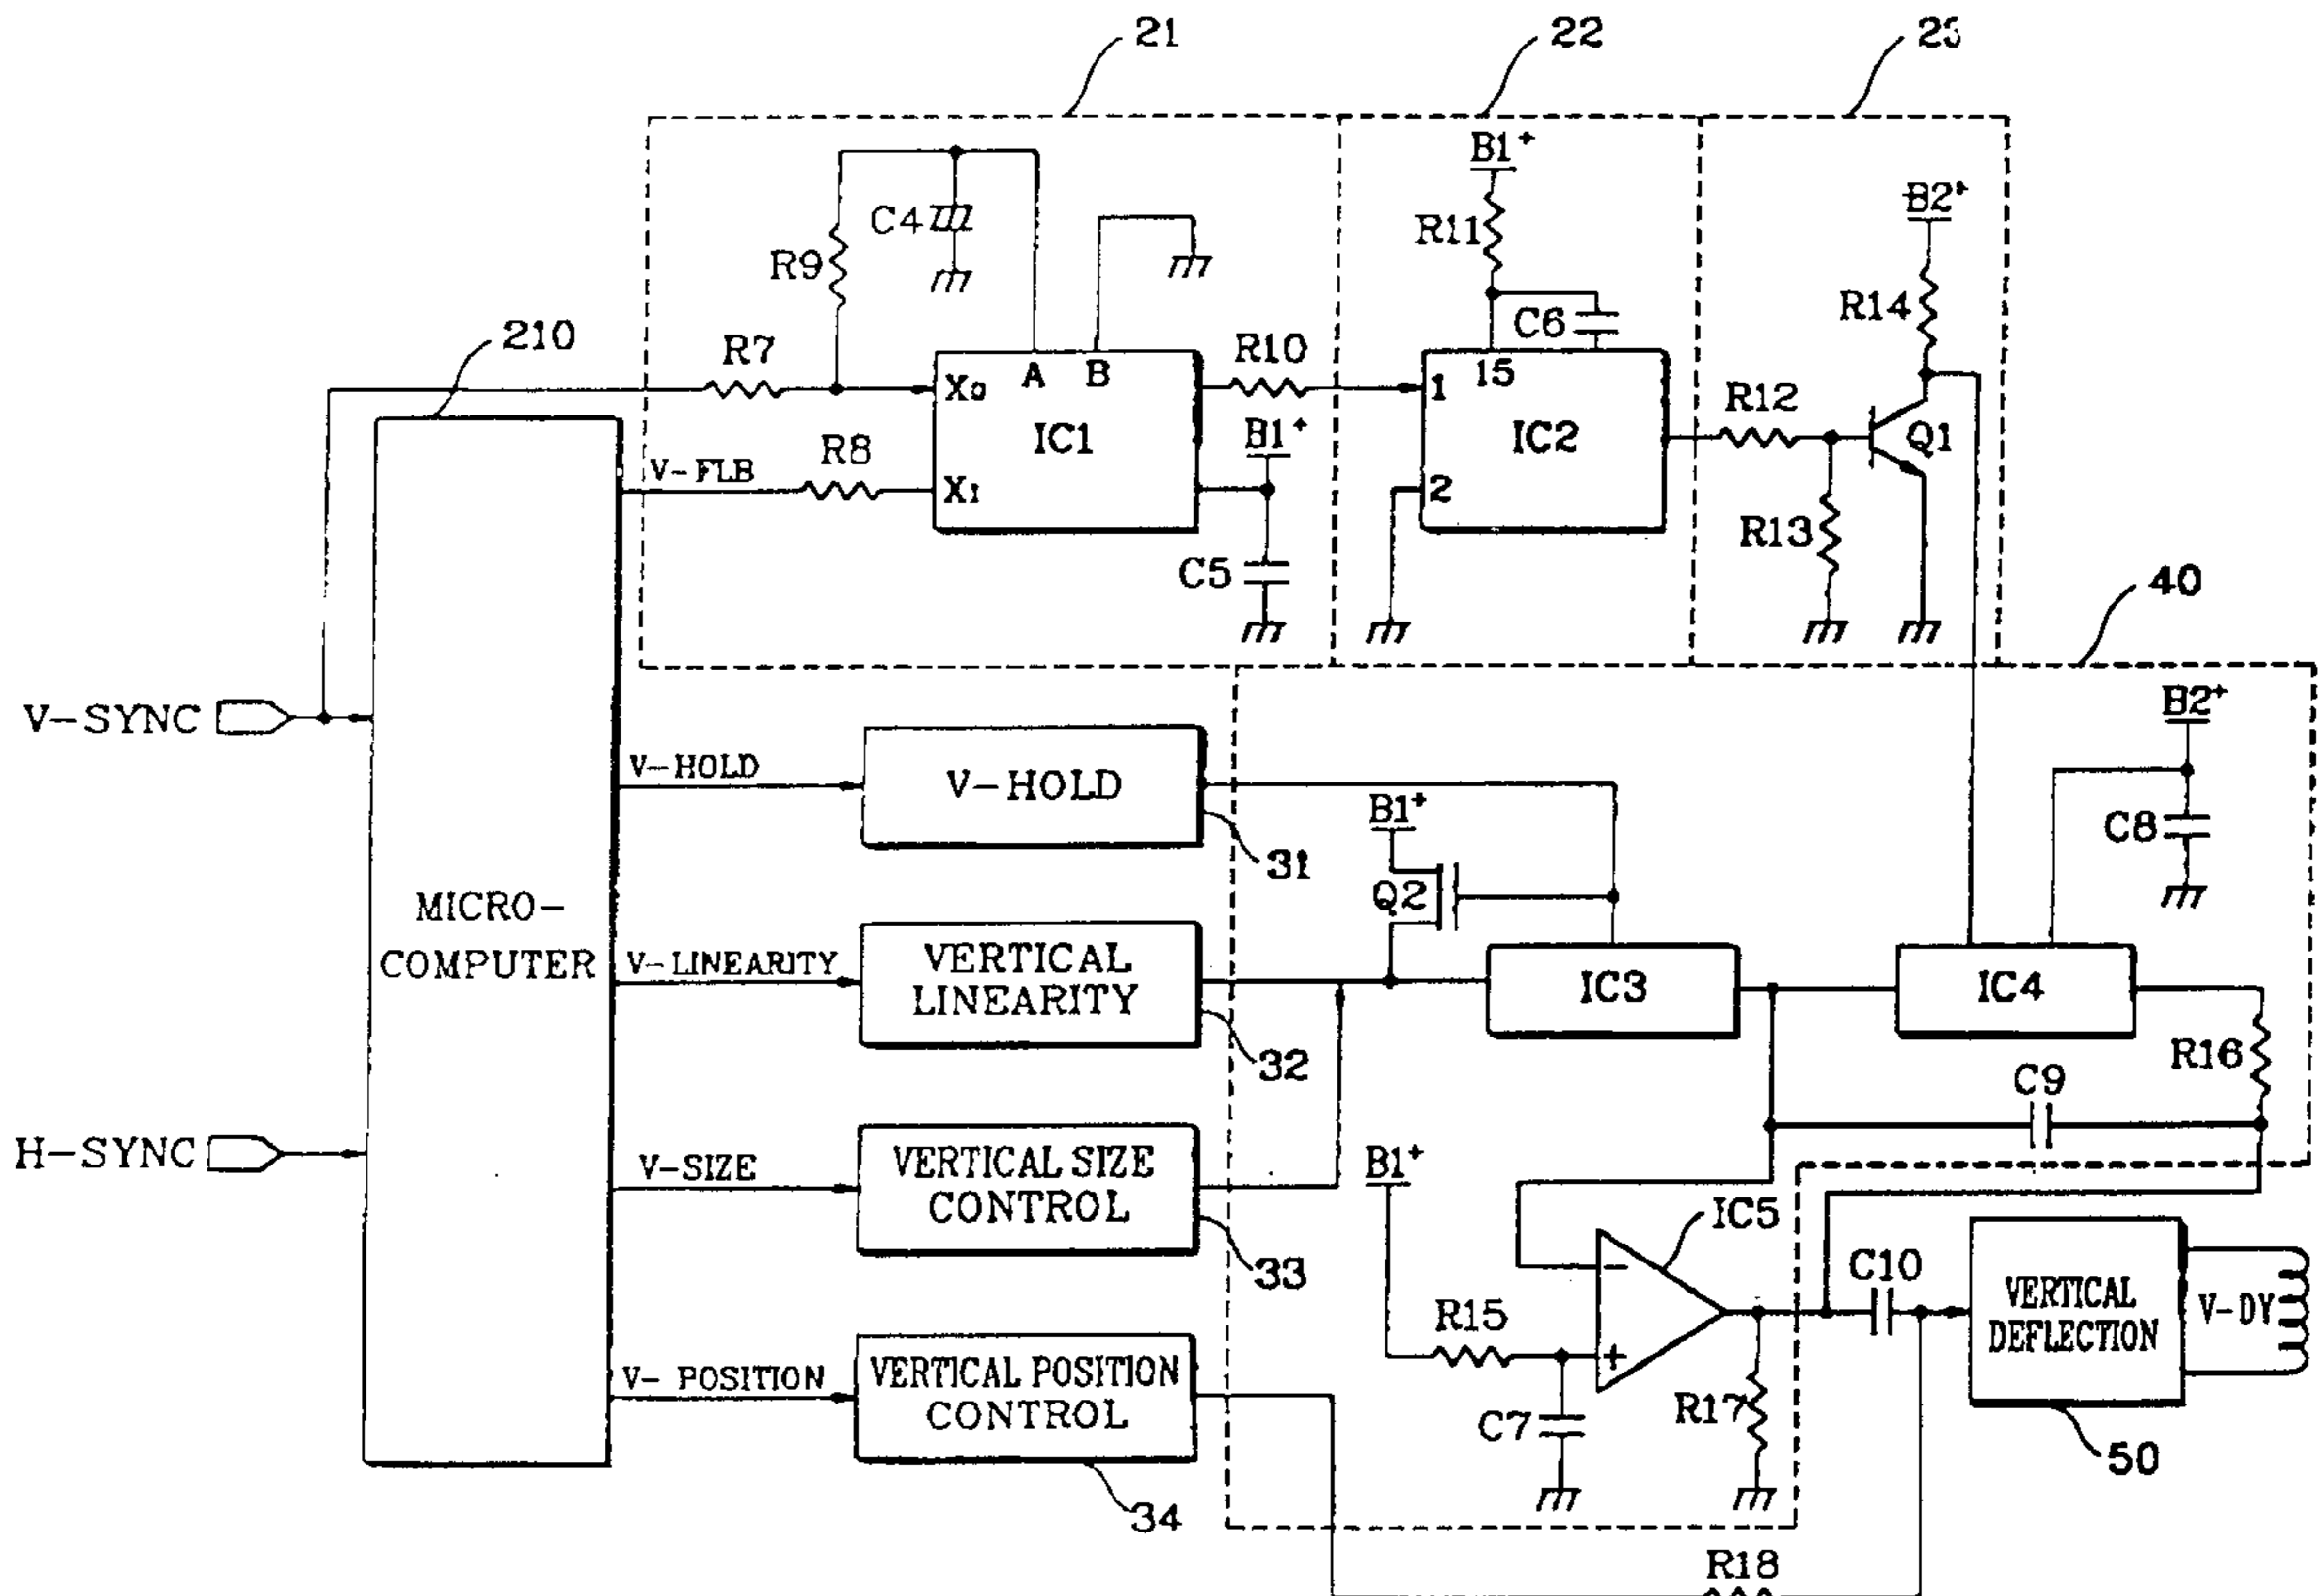 21
22
23
B1+
B2+
C4
R9
R11
R14
C6
210
R7
A
B
R10
15
X0
1
R12
IC1
B1+
IC2
Q1
R8
V-FLB
X1
2
R13
C5
40
V-SYNC
B2+
V-HOLD
V-HOLD
B1+
C8
31
Q2
MICRO-
COMPUTER
V-LINEARITY
VERTICAL
LINEARITY
IC3
IC4
R16
32
C9
H-SYNC
V-SIZE
VERTICAL SIZE
CONTROL
B1+
IC5
33
C10
-
VERTICAL
DEFLECTION
V-DY
R15
+
V- POSITION
VERTICAL POSITION
CONTROL
C7
R17
50
34
R18